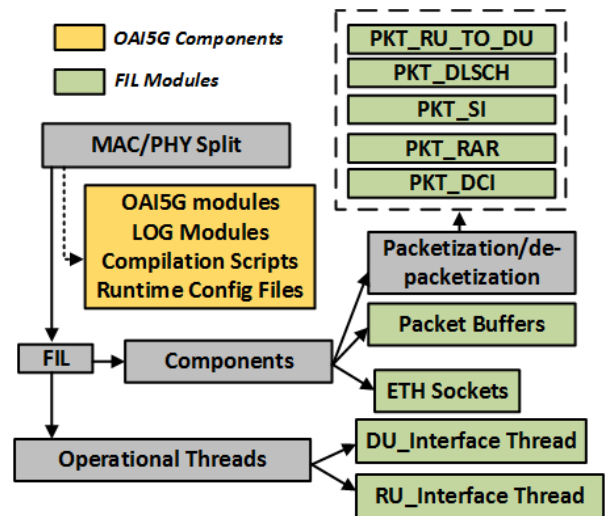 OAI5G Components
FIL Modules
PKT_RU_TO_DU
PKT_DLSCH
PKT_SI
PKT_RAR
PKT_DCI
MAC/PHY Split
OAI5G modules
LOG Modules
Compilation Scripts
Runtime Config Files
Packetization/de-
packetization
Packet Buffers
FIL
Components
ETH Sockets
Operational Threads
DU_Interface Thread
RU_Interface Thread